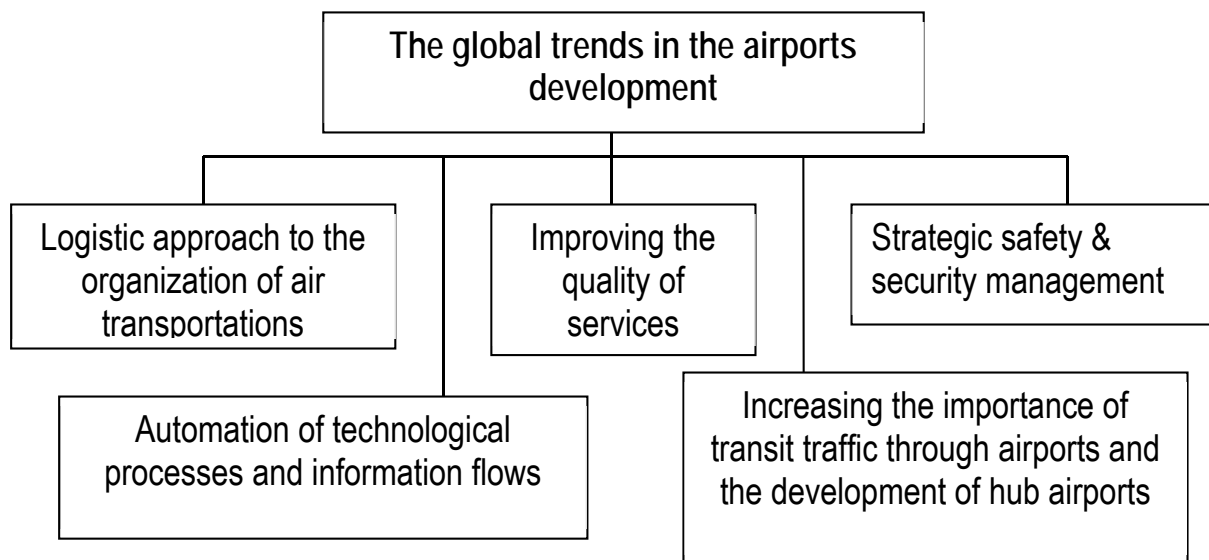 The global trends in the airports
development
Logistic approach to the
organization of air
transportations
Improving the
quality of
services
Strategic safety &
security management
Automation of technological
processes and information flows
Increasing the importance of
transit traffic through airports and
the development of hub airports